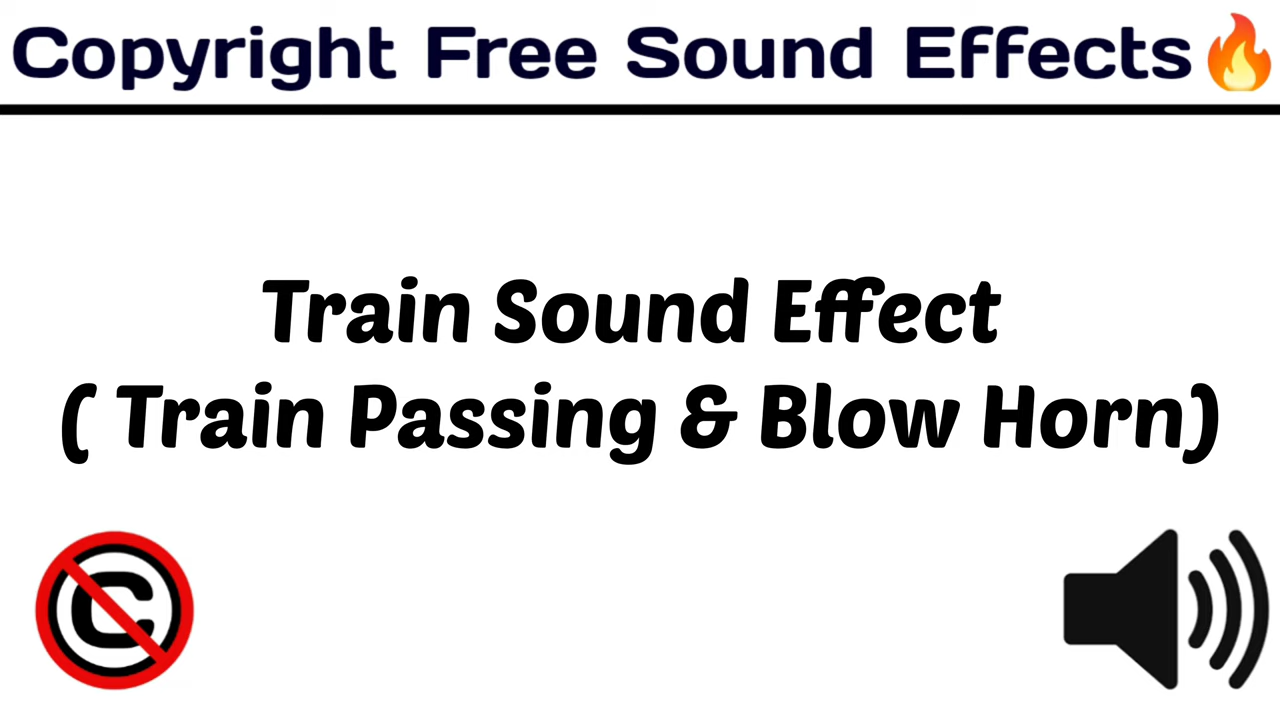 Copyright Free Sound Effects🔥
Train Sound Effect
( Train Passing & Blow Horn)
C